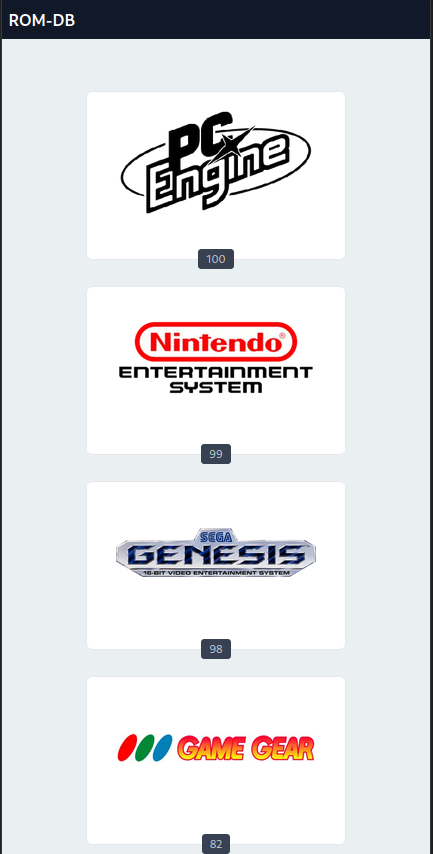 ROM-DB
PC
Engine
100
Nintendo®
ENTERTAINMENT
SYSTEM
99
SEGA
GENESIS
16-BIT VIDEO ENTERTAINMENT SYSTEM
98
GAME GEAR
82